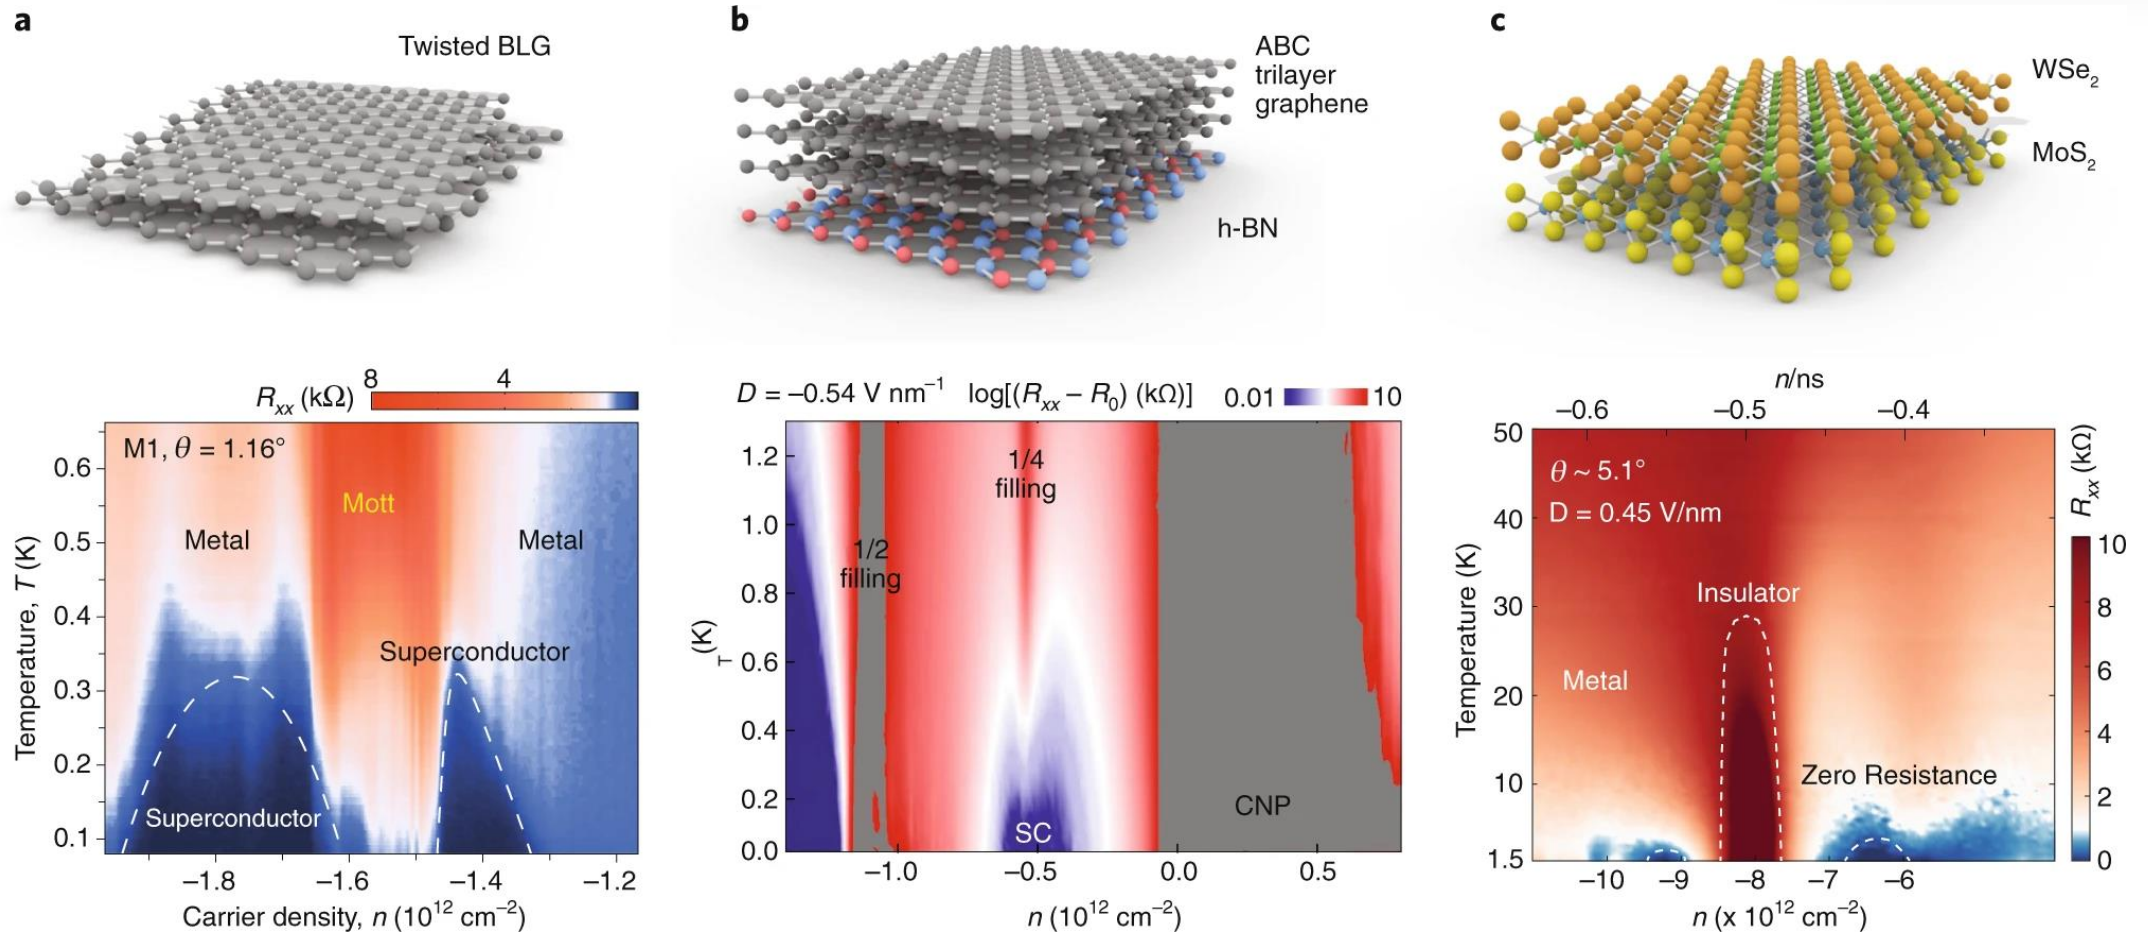 a
Twisted BLG
b
ABC
trilayer
graphene
h-BN
c
WSe2
MoS2
Rxx (kΩ)
8
4
M1, θ = 1.16°
Mott
Metal
Metal
Superconductor
Superconductor
Temperature, T (K)
0.6
0.5
0.4
0.3
0.2
0.1
−1.8
−1.6
−1.4
−1.2
Carrier density, n (10^12 cm^−2)
D = −0.54 V nm^−1
log[(Rxx − R0) (kΩ)]
0.01
10
1/4
filling
1/2
filling
SC
CNP
T (K)
1.2
1.0
0.8
0.6
0.4
0.2
0.0
−1.0
−0.5
0.0
0.5
n (10^12 cm^−2)
n/ns
−0.6
−0.5
−0.4
θ ~ 5.1°
D = 0.45 V/nm
Insulator
Metal
Zero Resistance
Temperature (K)
50
40
30
20
10
1.5
−10
−9
−8
−7
−6
n (x 10^12 cm^−2)
Rxx (kΩ)
10
8
6
4
2
0